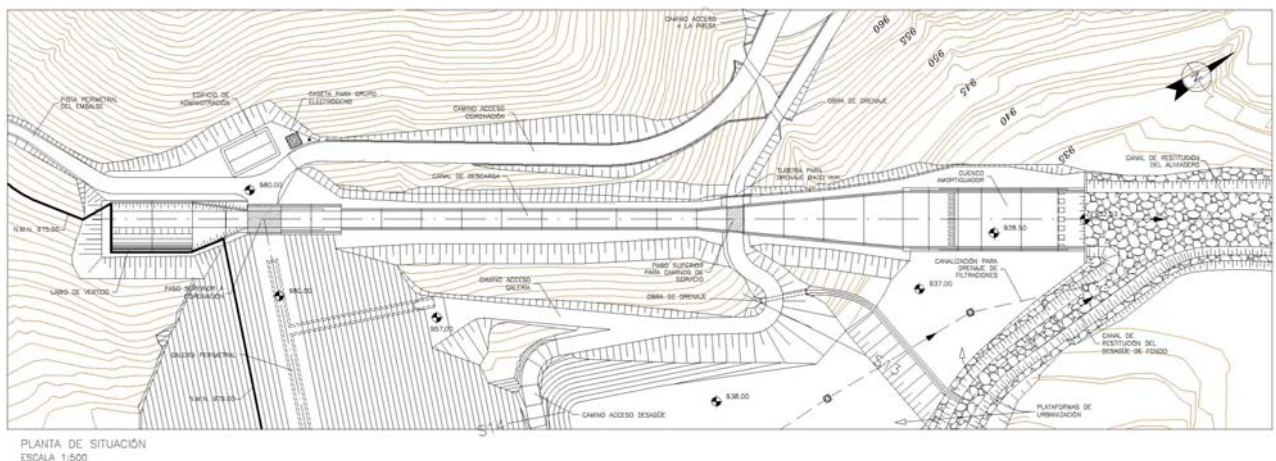 CAMINO ACCESO
A LA PRESA
960
955
950
945
940
935
PISTA PERIMETRAL
DEL EMBALSE
EDIFICIO DE
ADMINISTRACIÓN
CASETA PARA GRUPO
ELECTRÓGENO
CAMINO ACCESO
CORONACIÓN
OBRA DE DRENAJE
CANAL DE RESTITUCIÓN
DEL ALIVIADERO
980.00
CANAL DE DESCARGA
TUBERÍA PARA
CUENCO
AMORTIGUADOR
N.M.N. 975.00
928.50
LABIO DE VERTIDO
PASO SUPERIOR A
CORONACIÓN
980.00
CAMINO ACCESO
GALERÍA
PASO SUPERIOR
PARA CAMINOS DE
SERVICIO
OBRA DE DRENAJE
CANALIZACIÓN PARA
DRENAJE DE
FILTRACIONES
937.00
957.00
GALERÍA PERIMETRAL
CANAL DE
RESTITUCIÓN DEL
DESAGÜE DE FONDO
N.M.N. 975.00
938.00
S13
S14
CAMINO ACCESO DESAGÜE
PLATAFORMAS DE
URBANIZACIÓN
PLANTA DE SITUACIÓN
ESCALA 1:500